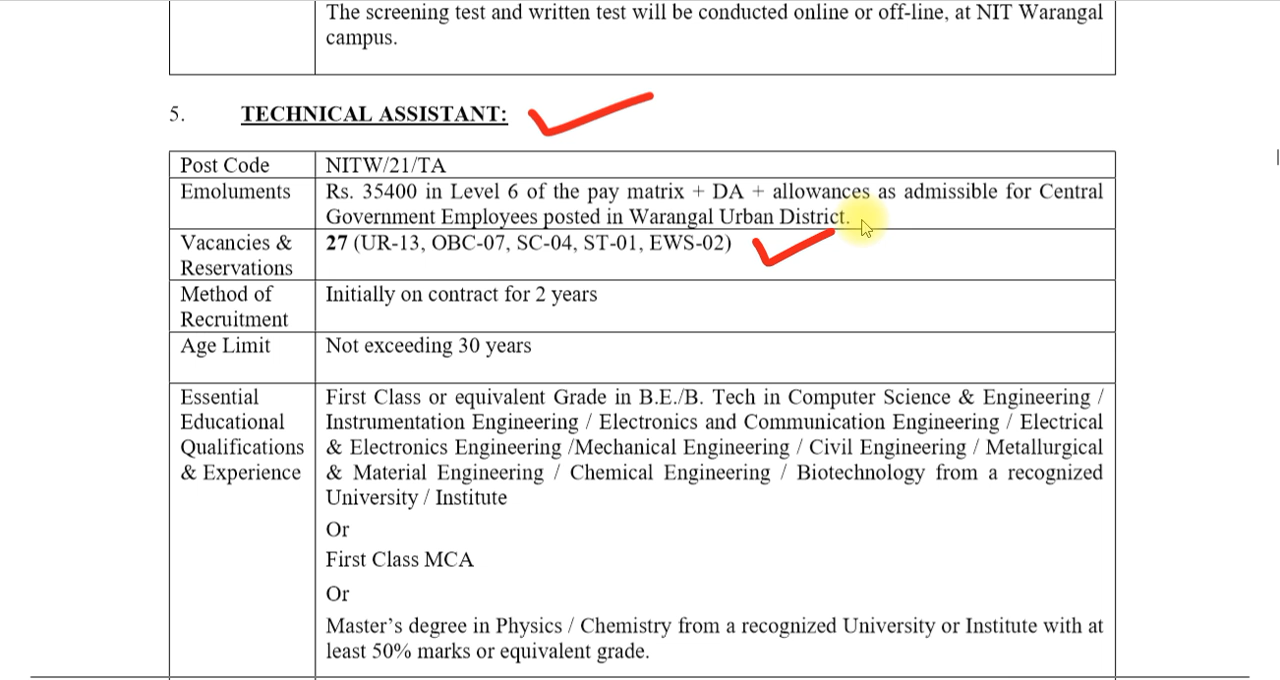 The screening test and written test will be conducted online or off-line, at NIT Warangal
campus.
5. TECHNICAL ASSISTANT:
Post Code NITW/21/TA
Emoluments Rs. 35400 in Level 6 of the pay matrix + DA + allowances as admissible for Central
Government Employees posted in Warangal Urban District.
Vacancies & 27 (UR-13, OBC-07, SC-04, ST-01, EWS-02)
Reservations
Method of Initially on contract for 2 years
Recruitment
Age Limit Not exceeding 30 years
Essential First Class or equivalent Grade in B.E./B. Tech in Computer Science & Engineering /
Educational Instrumentation Engineering / Electronics and Communication Engineering / Electrical
Qualifications & Electronics Engineering /Mechanical Engineering / Civil Engineering / Metallurgical
& Experience & Material Engineering / Chemical Engineering / Biotechnology from a recognized
University / Institute
Or
First Class MCA
Or
Master's degree in Physics / Chemistry from a recognized University or Institute with at
least 50% marks or equivalent grade.